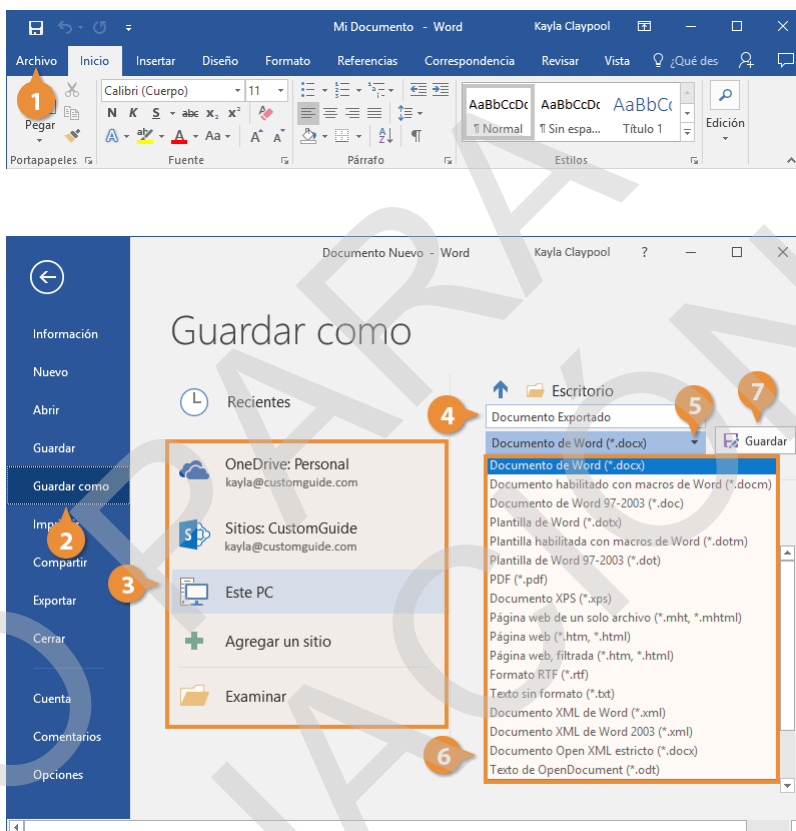 Mi Documento - Word Kayla Claypool
Archivo Inicio Insertar Diseño Formato Referencias Correspondencia Revisar Vista ¿Qué des
1
Pegar
Calibri (Cuerpo) 11
N K S abc X₂ X²
A aby A Aa A A
AaBbCcDc AaBbCcDc AaBbC
¶ Normal ¶ Sin espa... Título 1
Edición
Portapapeles Fuente Párrafo Estilos
Documento Nuevo - Word Kayla Claypool ?
Información
Nuevo
Abrir
Guardar
Guardar como
2
Compartir
Exportar
Cerrar
Cuenta
Comentarios
Opciones
Guardar como
Recientes
OneDrive: Personal
kayla@customguide.com
Sitios: CustomGuide
kayla@customguide.com
3
Este PC
Agregar un sitio
Examinar
Escritorio
4
Documento Exportado
5
7
Documento de Word (*.docx)
Guardar
Documento de Word (*.docx)
Documento habilitado con macros de Word (*.docm)
Documento de Word 97-2003 (*.doc)
Plantilla de Word (*.dotx)
Plantilla habilitada con macros de Word (*.dotm)
Plantilla de Word 97-2003 (*.dot)
PDF (*.pdf)
Documento XPS (*.xps)
Página web de un solo archivo (*.mht, *.mhtml)
Página web (*.htm, *.html)
Página web, filtrada (*.htm, *.html)
Formato RTF (*.rtf)
Texto sin formato (*.txt)
Documento XML de Word (*.xml)
Documento XML de Word 2003 (*.xml)
Documento Open XML estricto (*.docx)
Texto de OpenDocument (*.odt)
6
PARA